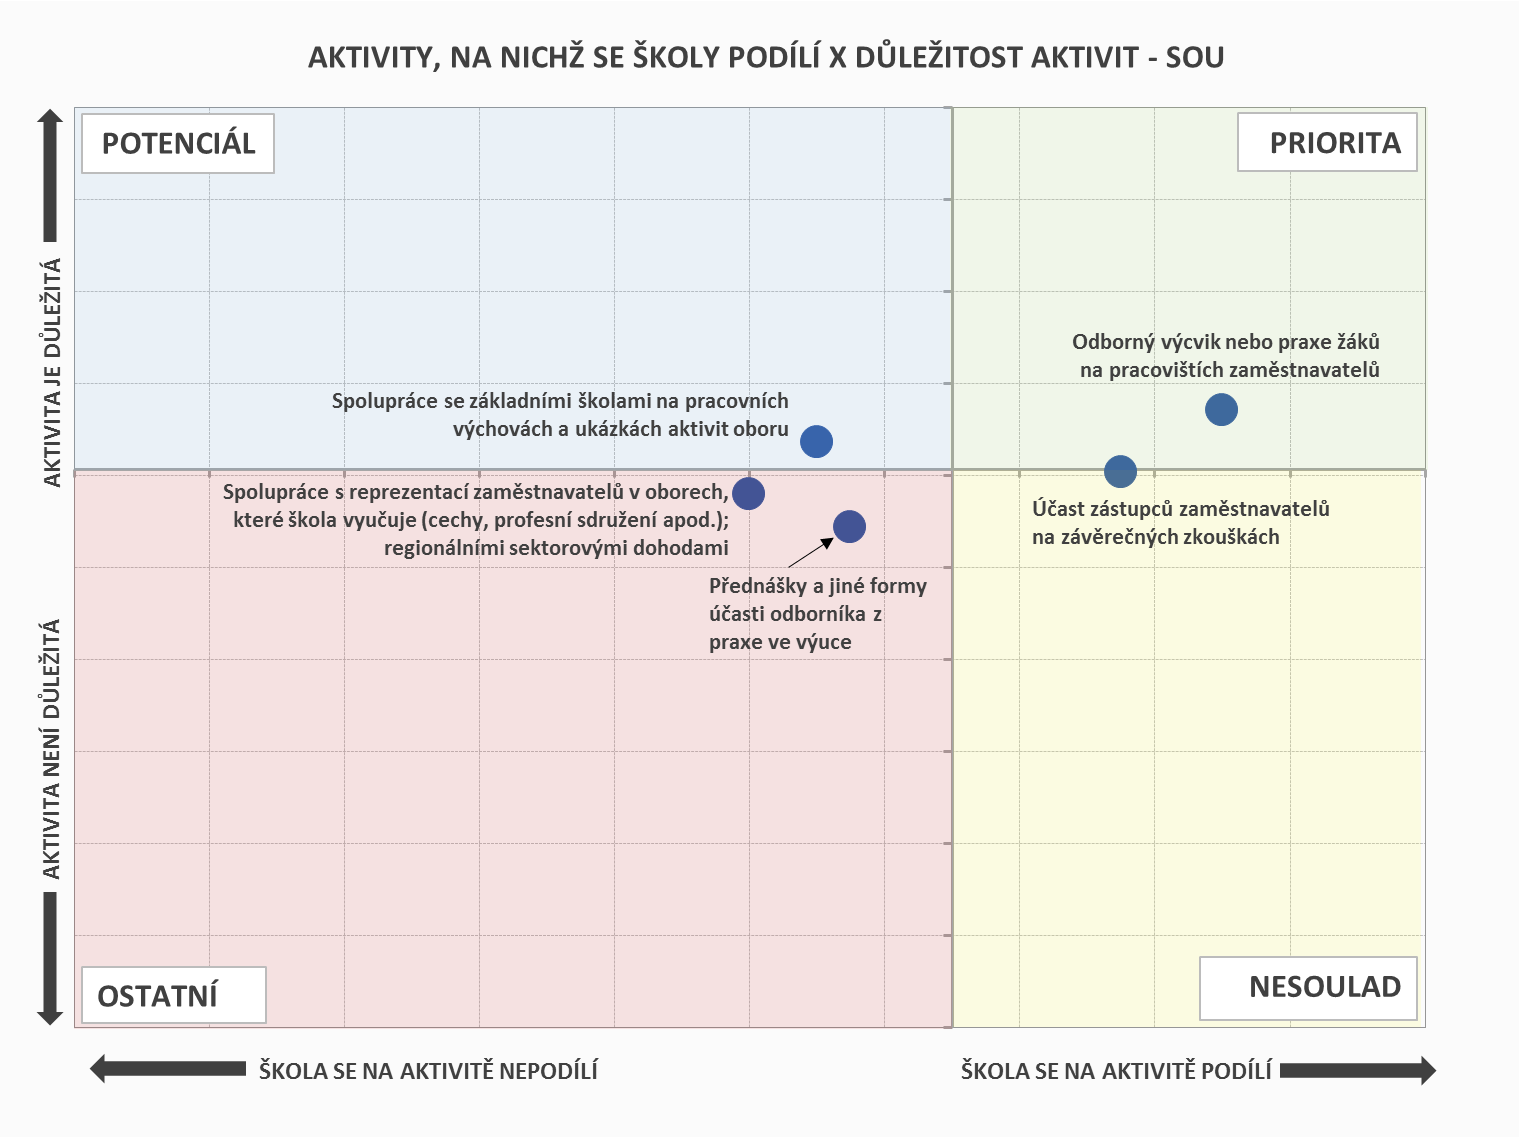 AKTIVITY, NA NICHŽ SE ŠKOLY PODÍLÍ X DŮLEŽITOST AKTIVIT - SOU
POTENCIÁL
PRIORITA
AKTIVITA JE DŮLEŽITÁ
Odborný výcvik nebo praxe žáků
na pracovištích zaměstnavatelů
Spolupráce se základními školami na pracovních
výchovách a ukázkách aktivit oboru
Spolupráce s reprezentací zaměstnavatelů v oborech,
které škola vyučuje (cechy, profesní sdružení apod.);
regionálními sektorovými dohodami
Účast zástupců zaměstnavatelů
na závěrečných zkouškách
Přednášky a jiné formy
účasti odborníka z
praxe ve výuce
AKTIVITA NENÍ DŮLEŽITÁ
OSTATNÍ
NESOULAD
ŠKOLA SE NA AKTIVITĚ NEPODÍLÍ
ŠKOLA SE NA AKTIVITĚ PODÍLÍ